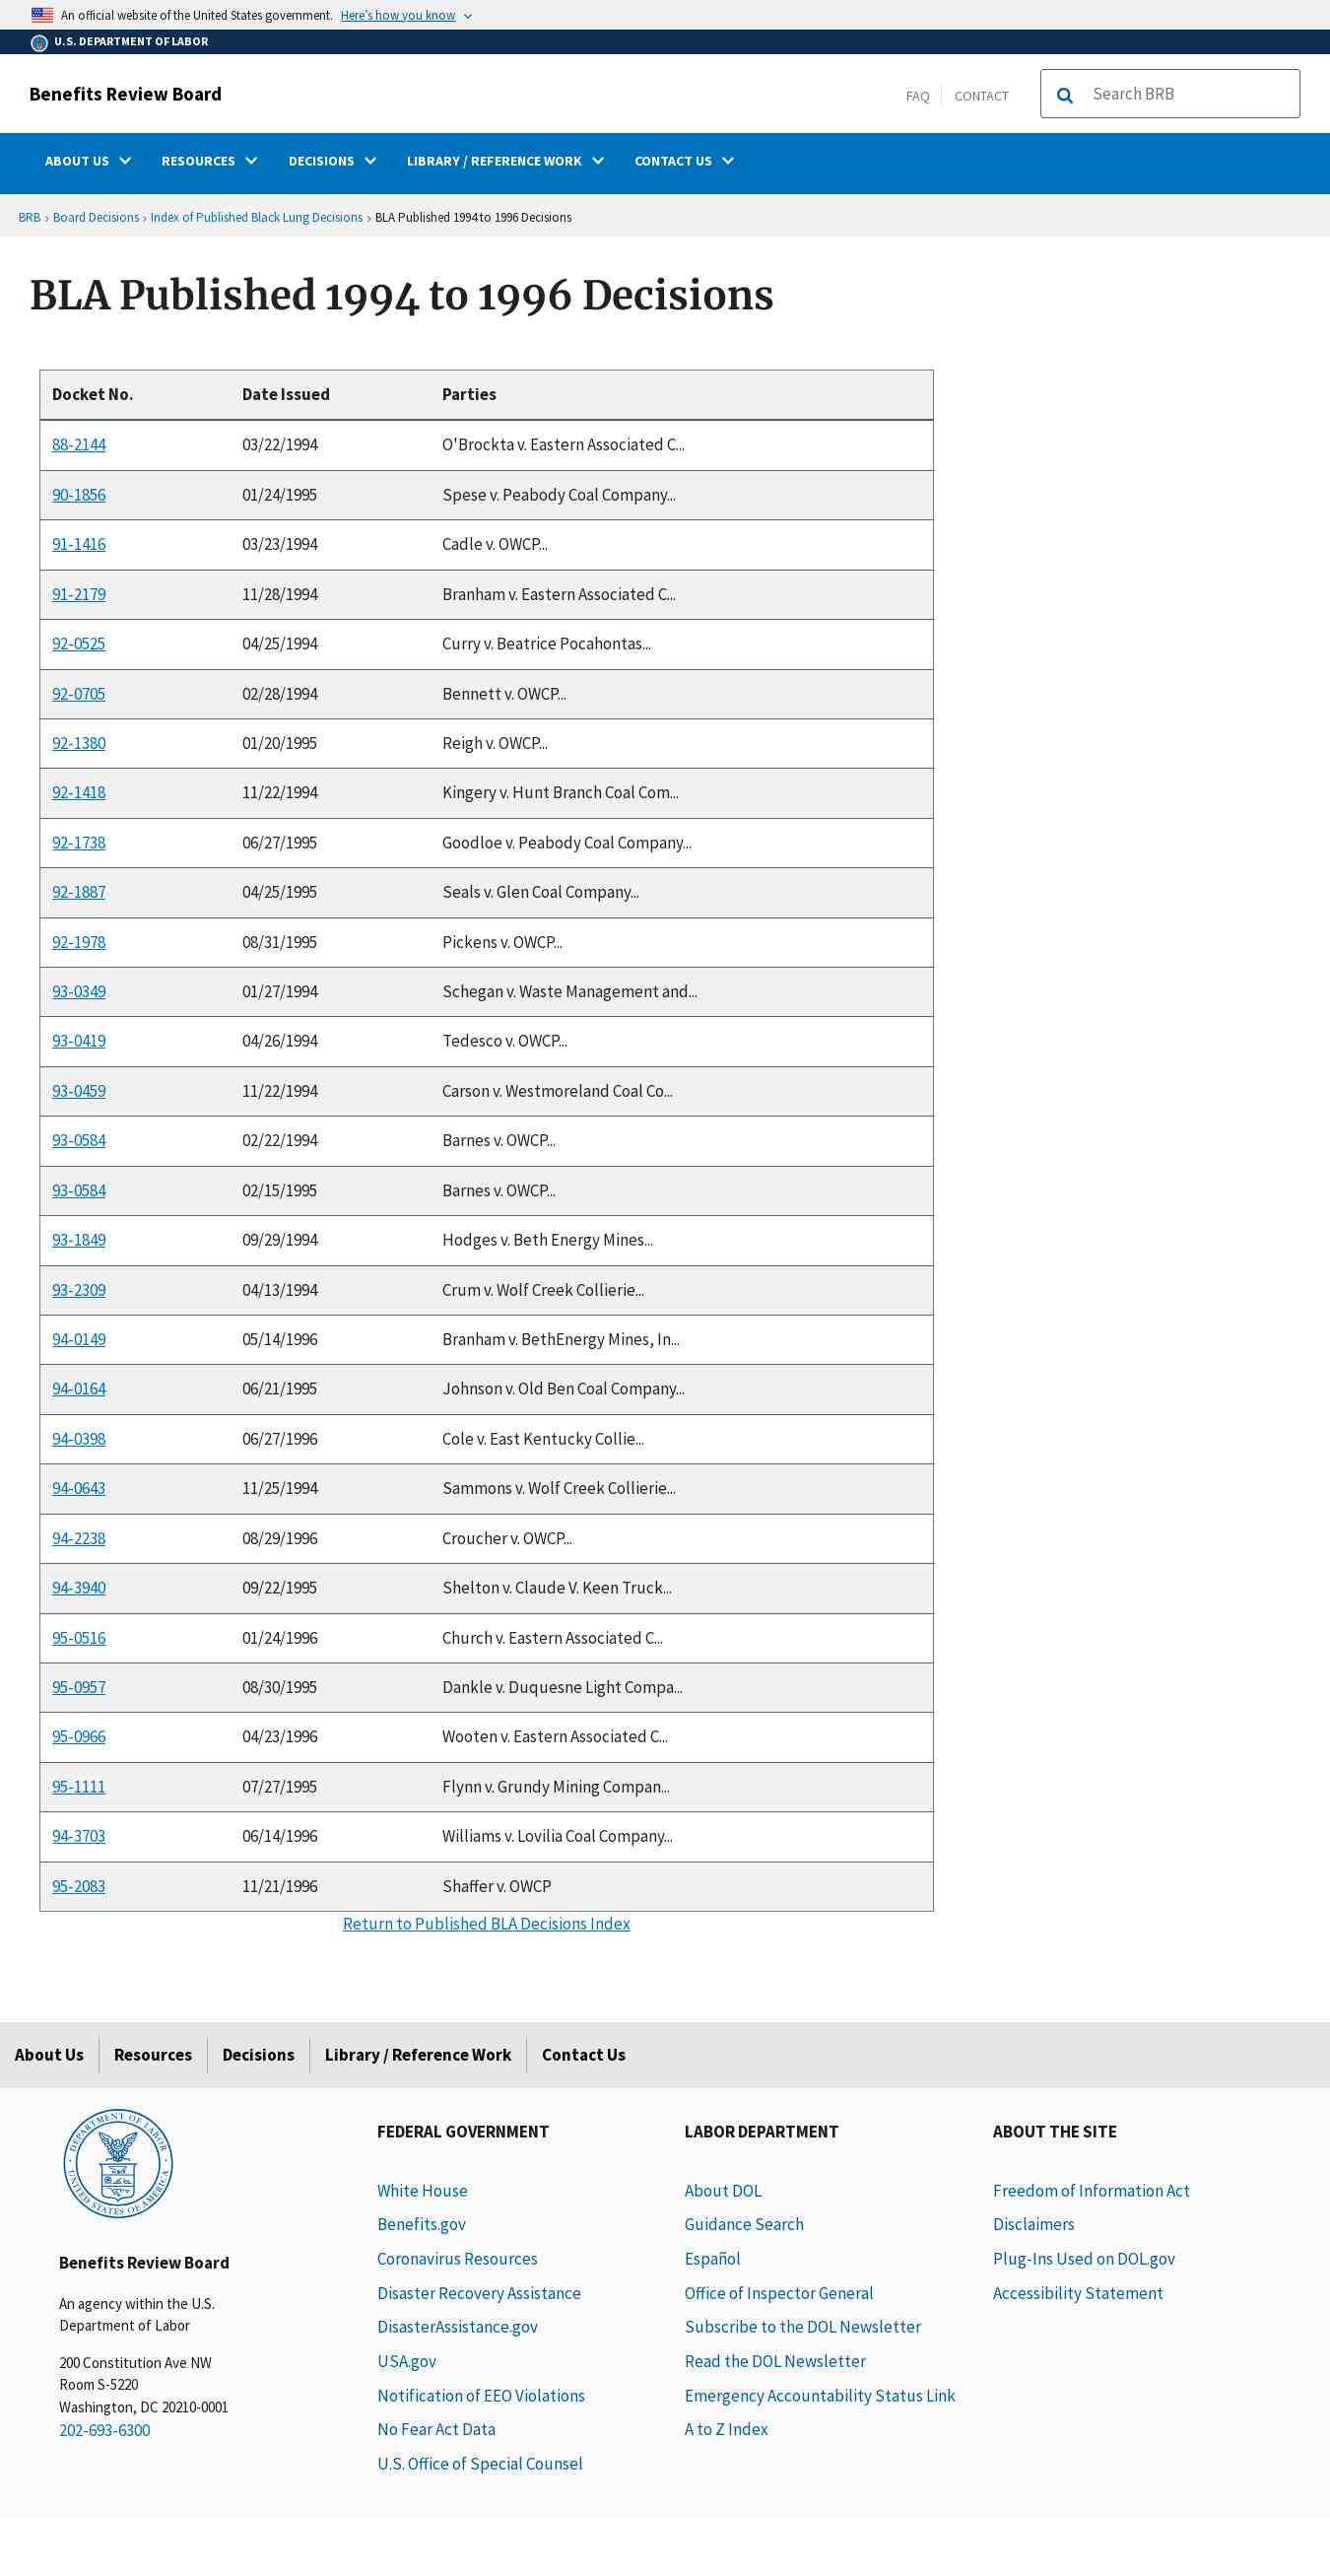 An official website of the United States government. Here's how you know
U.S. DEPARTMENT OF LABOR
Benefits Review Board
FAQ CONTACT Search BRB
ABOUT US RESOURCES DECISIONS LIBRARY / REFERENCE WORK CONTACT US
BRB › Board Decisions › Index of Published Black Lung Decisions › BLA Published 1994 to 1996 Decisions
BLA Published 1994 to 1996 Decisions
Docket No. Date Issued Parties
88-2144 03/22/1994 O'Brockta v. Eastern Associated C...
90-1856 01/24/1995 Spese v. Peabody Coal Company...
91-1416 03/23/1994 Cadle v. OWCP...
91-2179 11/28/1994 Branham v. Eastern Associated C...
92-0525 04/25/1994 Curry v. Beatrice Pocahontas...
92-0705 02/28/1994 Bennett v. OWCP...
92-1380 01/20/1995 Reigh v. OWCP...
92-1418 11/22/1994 Kingery v. Hunt Branch Coal Com...
92-1738 06/27/1995 Goodloe v. Peabody Coal Company...
92-1887 04/25/1995 Seals v. Glen Coal Company...
92-1978 08/31/1995 Pickens v. OWCP...
93-0349 01/27/1994 Schegan v. Waste Management and...
93-0419 04/26/1994 Tedesco v. OWCP...
93-0459 11/22/1994 Carson v. Westmoreland Coal Co...
93-0584 02/22/1994 Barnes v. OWCP...
93-0584 02/15/1995 Barnes v. OWCP...
93-1849 09/29/1994 Hodges v. Beth Energy Mines...
93-2309 04/13/1994 Crum v. Wolf Creek Collierie...
94-0149 05/14/1996 Branham v. BethEnergy Mines, In...
94-0164 06/21/1995 Johnson v. Old Ben Coal Company...
94-0398 06/27/1996 Cole v. East Kentucky Collie...
94-0643 11/25/1994 Sammons v. Wolf Creek Collierie...
94-2238 08/29/1996 Croucher v. OWCP...
94-3940 09/22/1995 Shelton v. Claude V. Keen Truck...
95-0516 01/24/1996 Church v. Eastern Associated C...
95-0957 08/30/1995 Dankle v. Duquesne Light Compa...
95-0966 04/23/1996 Wooten v. Eastern Associated C...
95-1111 07/27/1995 Flynn v. Grundy Mining Compan...
94-3703 06/14/1996 Williams v. Lovilia Coal Company...
95-2083 11/21/1996 Shaffer v. OWCP
Return to Published BLA Decisions Index
About Us Resources Decisions Library / Reference Work Contact Us
DEPARTMENT OF LABOR
UNITED STATES OF AMERICA
Benefits Review Board
An agency within the U.S.
Department of Labor
200 Constitution Ave NW
Room S-5220
Washington, DC 20210-0001
202-693-6300
FEDERAL GOVERNMENT
White House
Benefits.gov
Coronavirus Resources
Disaster Recovery Assistance
DisasterAssistance.gov
USA.gov
Notification of EEO Violations
No Fear Act Data
U.S. Office of Special Counsel
LABOR DEPARTMENT
About DOL
Guidance Search
Español
Office of Inspector General
Subscribe to the DOL Newsletter
Read the DOL Newsletter
Emergency Accountability Status Link
A to Z Index
ABOUT THE SITE
Freedom of Information Act
Disclaimers
Plug-Ins Used on DOL.gov
Accessibility Statement